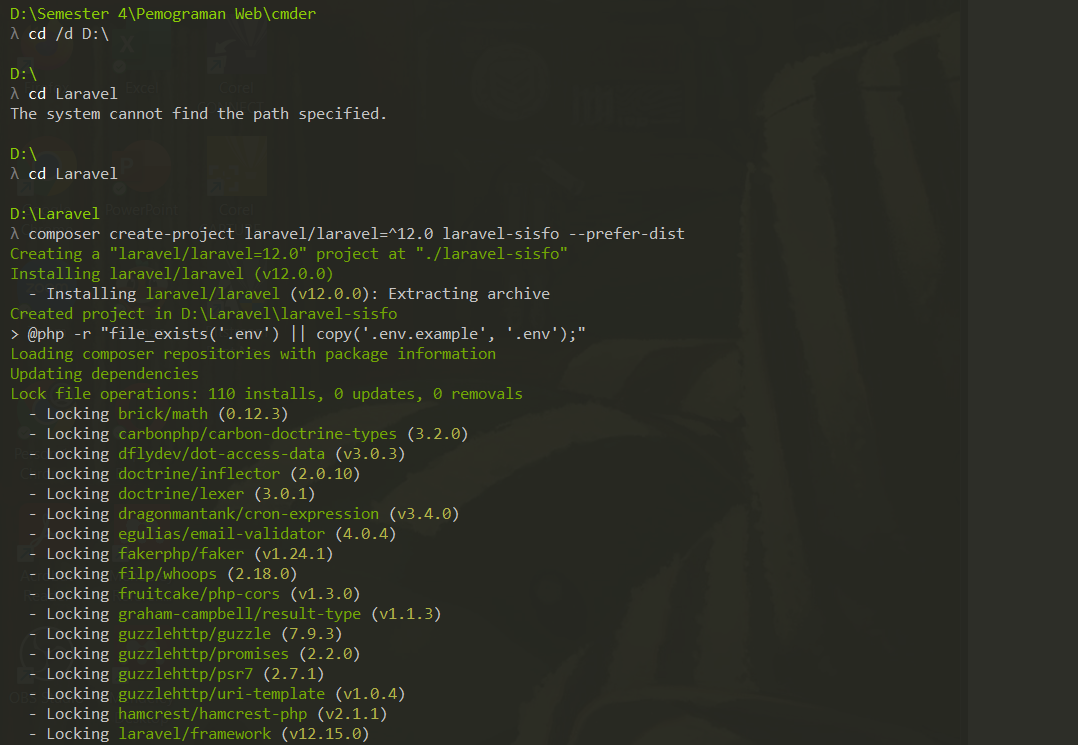 D:\Semester 4\Pemograman Web\cmder
λ cd /d D:\
D:\
λ cd Laravel
The system cannot find the path specified.
D:\
λ cd Laravel
D:\Laravel
λ composer create-project laravel/laravel=^12.0 laravel-sisfo --prefer-dist
Creating a "laravel/laravel=12.0" project at "./laravel-sisfo"
Installing laravel/laravel (v12.0.0)
  - Installing laravel/laravel (v12.0.0): Extracting archive
Created project in D:\Laravel\laravel-sisfo
> @php -r "file_exists('.env') || copy('.env.example', '.env');"
Loading composer repositories with package information
Updating dependencies
Lock file operations: 110 installs, 0 updates, 0 removals
  - Locking brick/math (0.12.3)
  - Locking carbonphp/carbon-doctrine-types (3.2.0)
  - Locking dflydev/dot-access-data (v3.0.3)
  - Locking doctrine/inflector (2.0.10)
  - Locking doctrine/lexer (3.0.1)
  - Locking dragonmantank/cron-expression (v3.4.0)
  - Locking egulias/email-validator (4.0.4)
  - Locking fakerphp/faker (v1.24.1)
  - Locking filp/whoops (2.18.0)
  - Locking fruitcake/php-cors (v1.3.0)
  - Locking graham-campbell/result-type (v1.1.3)
  - Locking guzzlehttp/guzzle (7.9.3)
  - Locking guzzlehttp/promises (2.2.0)
  - Locking guzzlehttp/psr7 (2.7.1)
  - Locking guzzlehttp/uri-template (v1.0.4)
  - Locking hamcrest/hamcrest-php (v2.1.1)
  - Locking laravel/framework (v12.15.0)